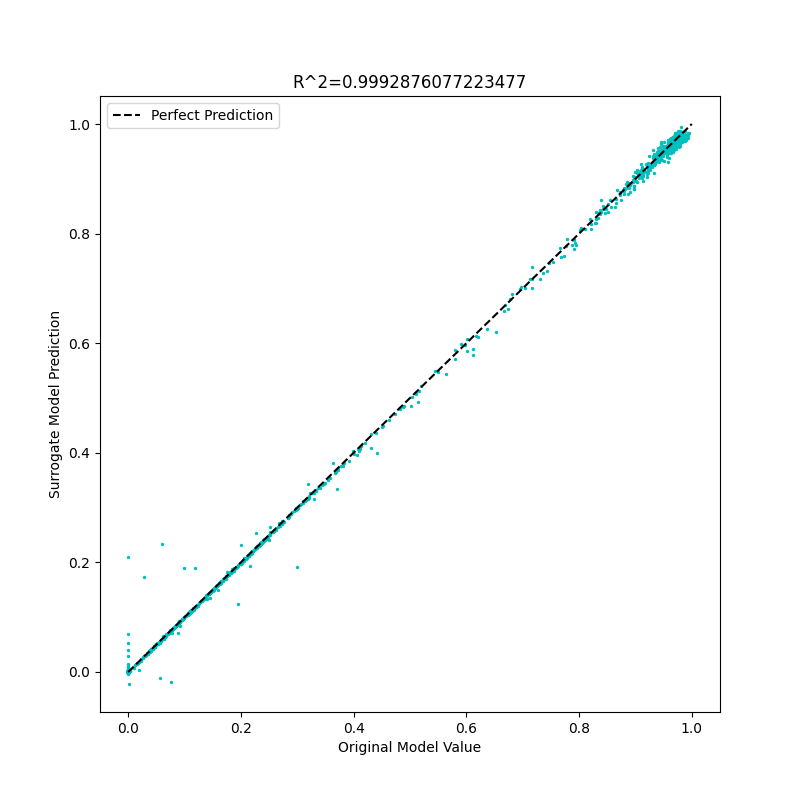 R^2=0.9992876077223477
Perfect Prediction
1.0
0.8
0.6
0.4
0.2
0.0
Surrogate Model Prediction
0.0 0.2 0.4 0.6 0.8 1.0
Original Model Value